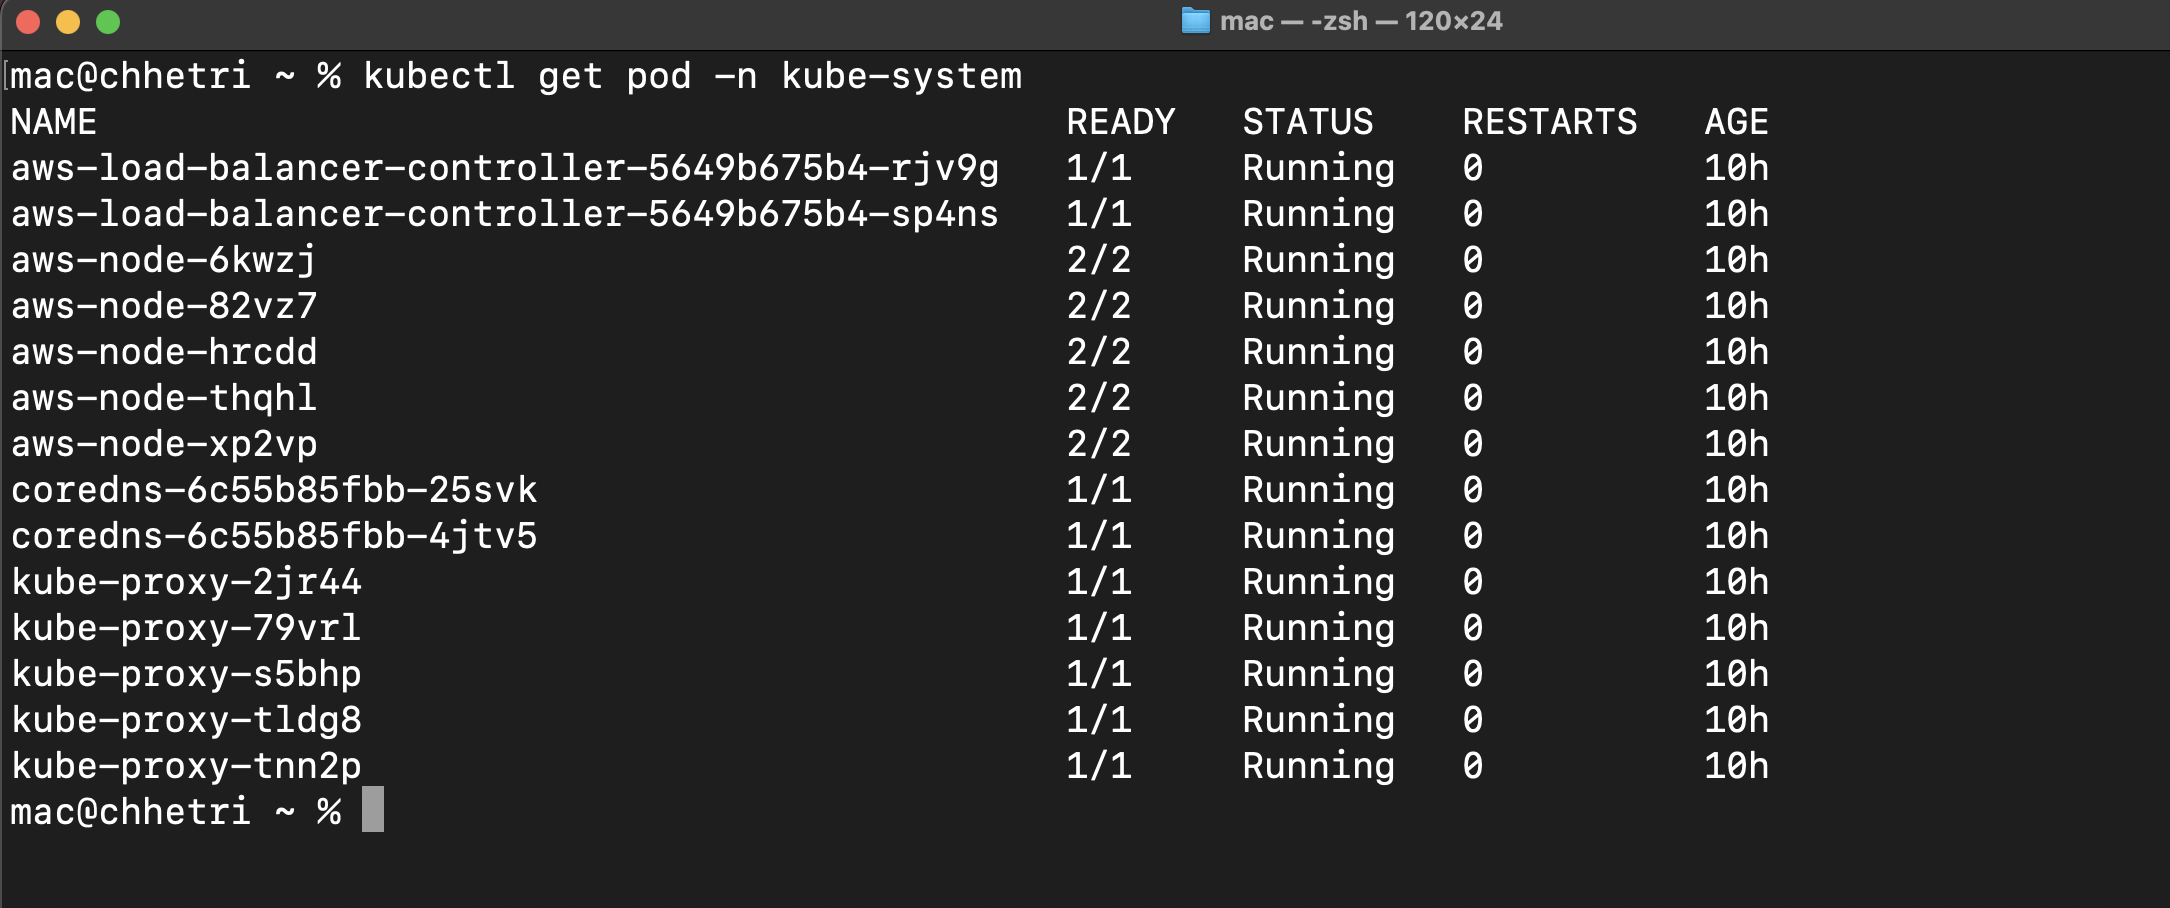 mac — -zsh — 120×24
mac@chhetri ~ % kubectl get pod -n kube-system
NAME READY STATUS RESTARTS AGE
aws-load-balancer-controller-5649b675b4-rjv9g 1/1 Running 0 10h
aws-load-balancer-controller-5649b675b4-sp4ns 1/1 Running 0 10h
aws-node-6kwzj 2/2 Running 0 10h
aws-node-82vz7 2/2 Running 0 10h
aws-node-hrcdd 2/2 Running 0 10h
aws-node-thqhl 2/2 Running 0 10h
aws-node-xp2vp 2/2 Running 0 10h
coredns-6c55b85fbb-25svk 1/1 Running 0 10h
coredns-6c55b85fbb-4jtv5 1/1 Running 0 10h
kube-proxy-2jr44 1/1 Running 0 10h
kube-proxy-79vrl 1/1 Running 0 10h
kube-proxy-s5bhp 1/1 Running 0 10h
kube-proxy-tldg8 1/1 Running 0 10h
kube-proxy-tnn2p 1/1 Running 0 10h
mac@chhetri ~ %